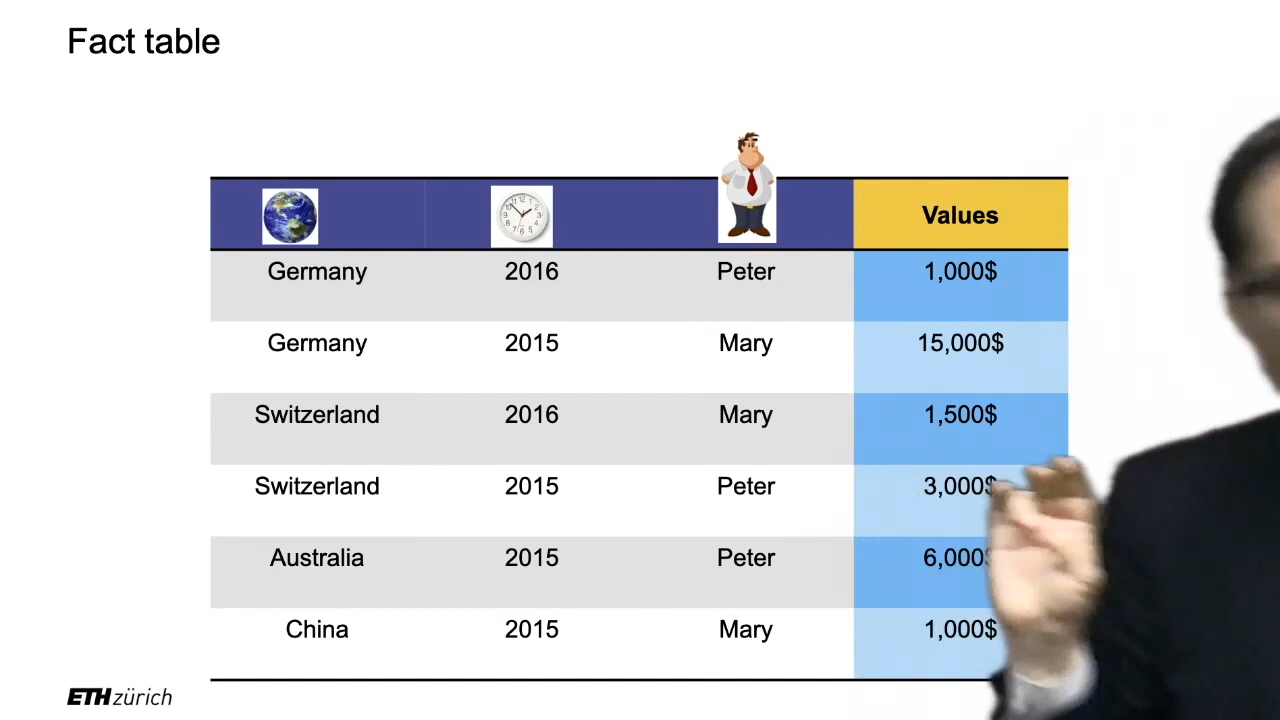 Fact table
Values
Germany 2016 Peter 1,000$
Germany 2015 Mary 15,000$
Switzerland 2016 Mary 1,500$
Switzerland 2015 Peter 3,000$
Australia 2015 Peter 6,000$
China 2015 Mary 1,000$
ETH zürich